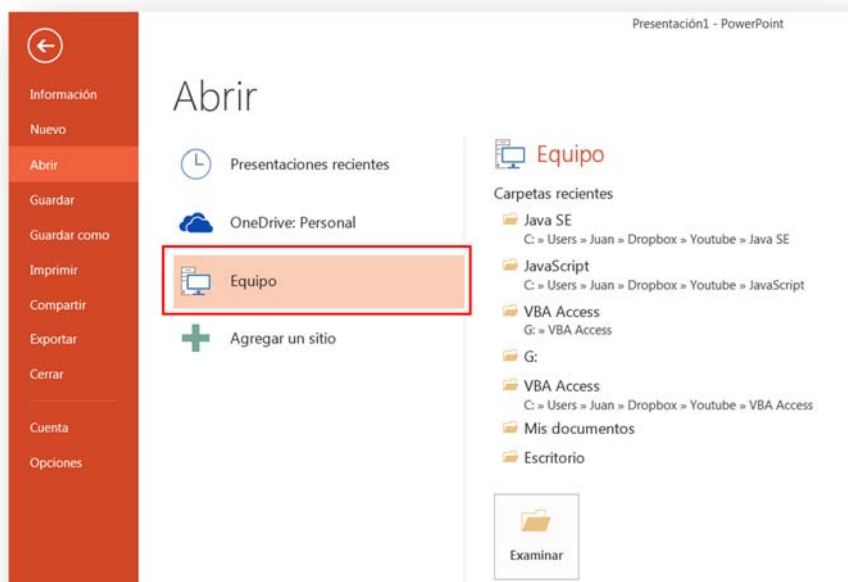 Presentación1 - PowerPoint
Información
Nuevo
Abrir
Guardar
Guardar como
Imprimir
Compartir
Exportar
Cerrar
Cuenta
Opciones
Abrir
Presentaciones recientes
OneDrive: Personal
Equipo
Agregar un sitio
Equipo
Carpetas recientes
Java SE
C: » Users » Juan » Dropbox » Youtube » Java SE
JavaScript
C: » Users » Juan » Dropbox » Youtube » JavaScript
VBA Access
G: » VBA Access
G:
VBA Access
C: » Users » Juan » Dropbox » Youtube » VBA Access
Mis documentos
Escritorio
Examinar